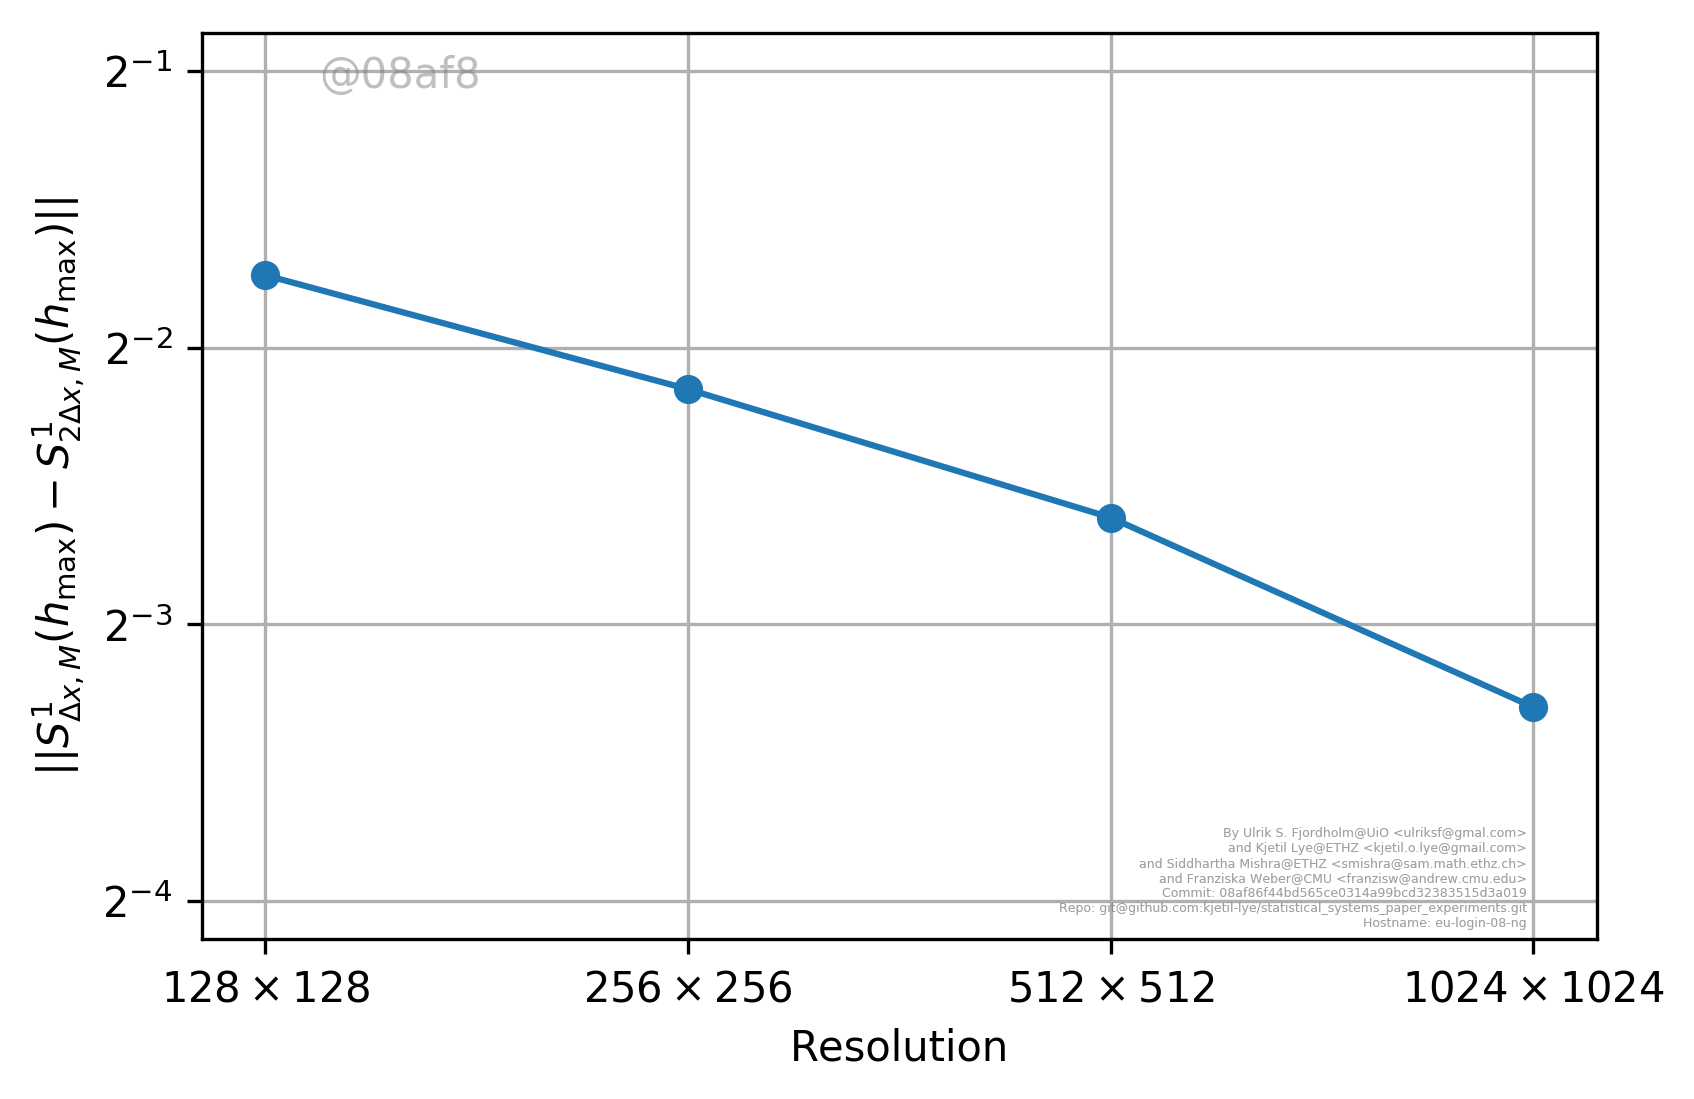 @08af8
2⁻¹
2⁻²
2⁻³
2⁻⁴
||S¹_{Δx,M}(h_max) − S¹_{2Δx,M}(h_max)||
By Ulrik S. Fjordholm@UiO <ulriksf@gmal.com>
and Kjetil Lye@ETHZ <kjetil.o.lye@gmail.com>
and Siddhartha Mishra@ETHZ <smishra@sam.math.ethz.ch>
and Franziska Weber@CMU <franzisw@andrew.cmu.edu>
Commit: 08af86f44bd565ce0314a99bcd32383515d3a019
Repo: git@github.com:kjetil-lye/statistical_systems_paper_experiments.git
Hostname: eu-login-08-ng
128 × 128 256 × 256 512 × 512 1024 × 1024
Resolution